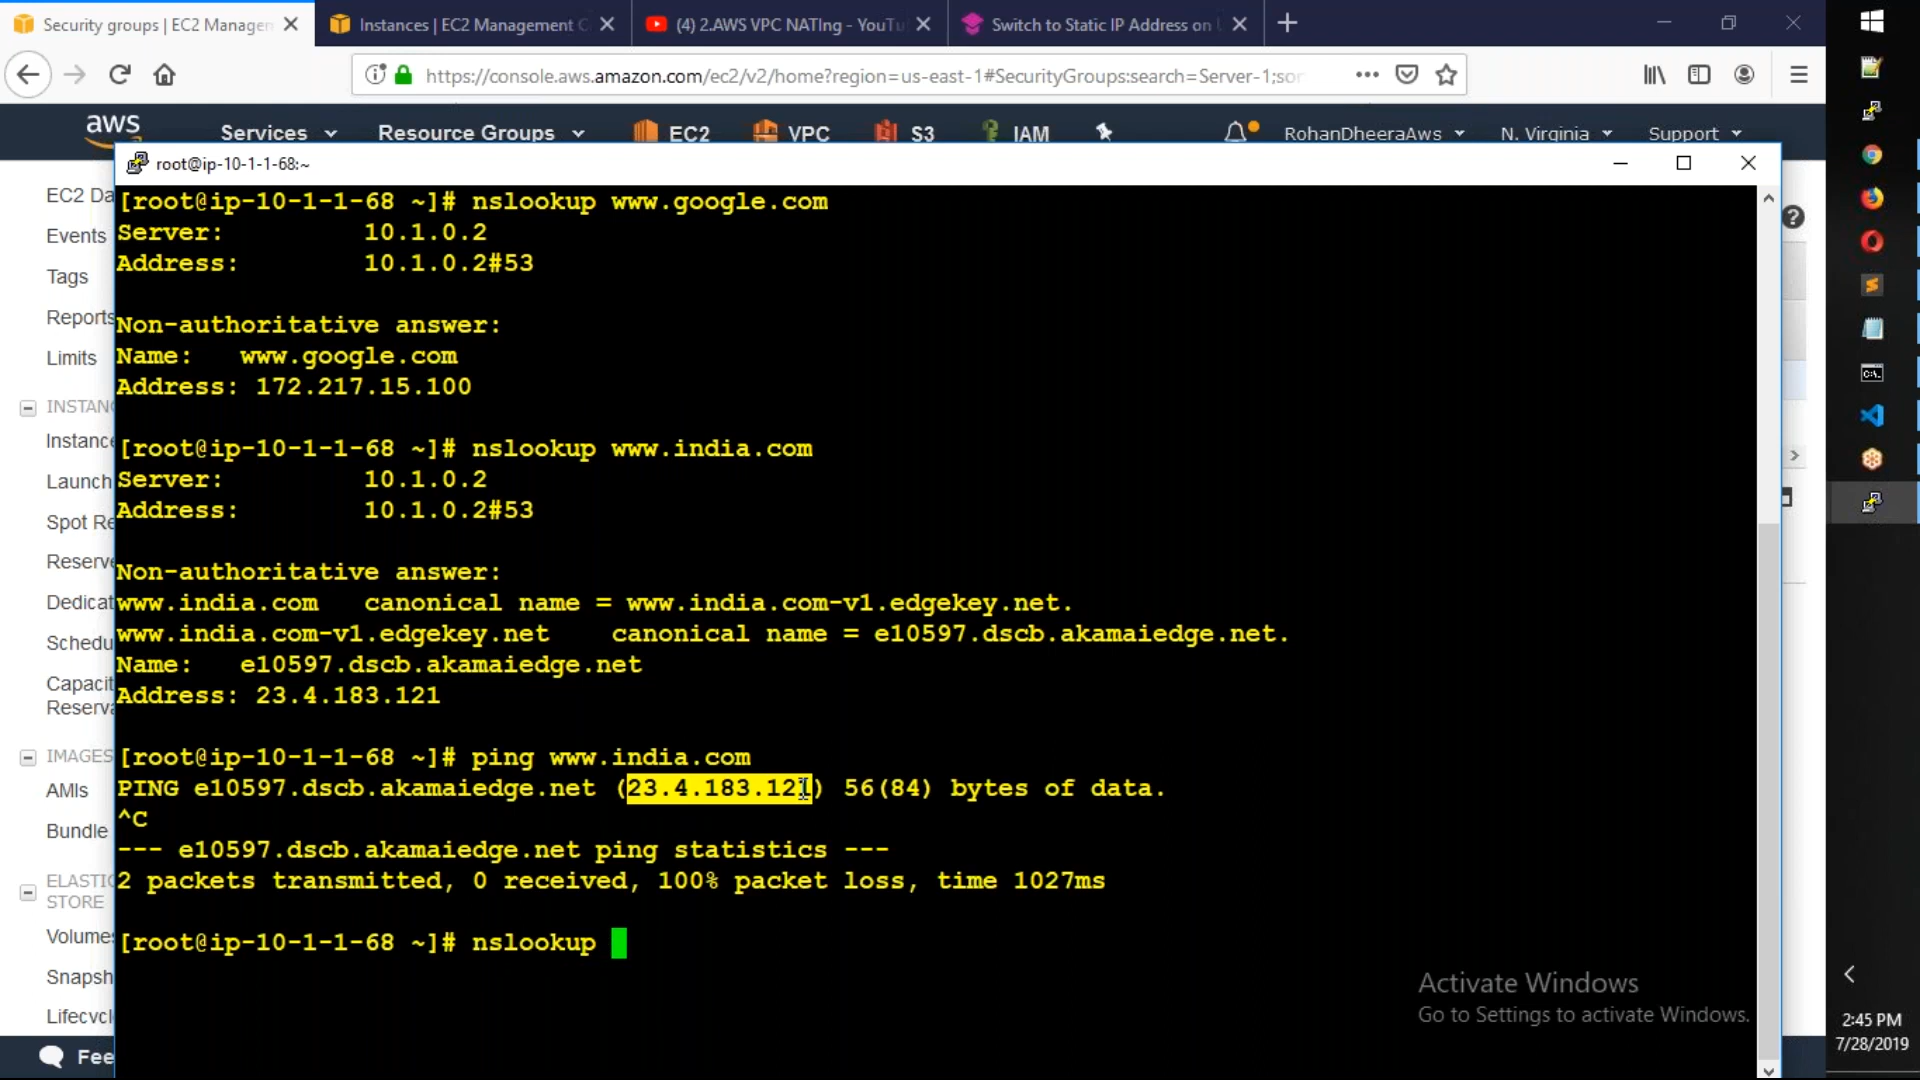 Security groups | EC2 Managen
Instances | EC2 Management C
(4) 2.AWS VPC NATIng - YouTu
Switch to Static IP Address on
https://console.aws.amazon.com/ec2/v2/home?region=us-east-1#SecurityGroups:search=Server-1;so
aws
Services
Resource Groups
EC2
VPC
S3
IAM
RohanDheeraAws
N. Virginia
Support
root@ip-10-1-1-68:~
EC2 Da
Events
Tags
Reports
Limits
INSTAN
Instance
Launch
Spot Re
Reserve
Dedicat
Schedu
Capacit
Reserva
IMAGES
AMIs
Bundle
ELASTIC
STORE
Volume
Snapsh
Lifecycl
Fee
[root@ip-10-1-1-68 ~]# nslookup www.google.com
Server: 10.1.0.2
Address: 10.1.0.2#53
Non-authoritative answer:
Name: www.google.com
Address: 172.217.15.100
[root@ip-10-1-1-68 ~]# nslookup www.india.com
Server: 10.1.0.2
Address: 10.1.0.2#53
Non-authoritative answer:
www.india.com canonical name = www.india.com-v1.edgekey.net.
www.india.com-v1.edgekey.net canonical name = e10597.dscb.akamaiedge.net.
Name: e10597.dscb.akamaiedge.net
Address: 23.4.183.121
[root@ip-10-1-1-68 ~]# ping www.india.com
PING e10597.dscb.akamaiedge.net (23.4.183.121) 56(84) bytes of data.
^C
--- e10597.dscb.akamaiedge.net ping statistics ---
2 packets transmitted, 0 received, 100% packet loss, time 1027ms
[root@ip-10-1-1-68 ~]# nslookup
Activate Windows
Go to Settings to activate Windows.
2:45 PM
7/28/2019